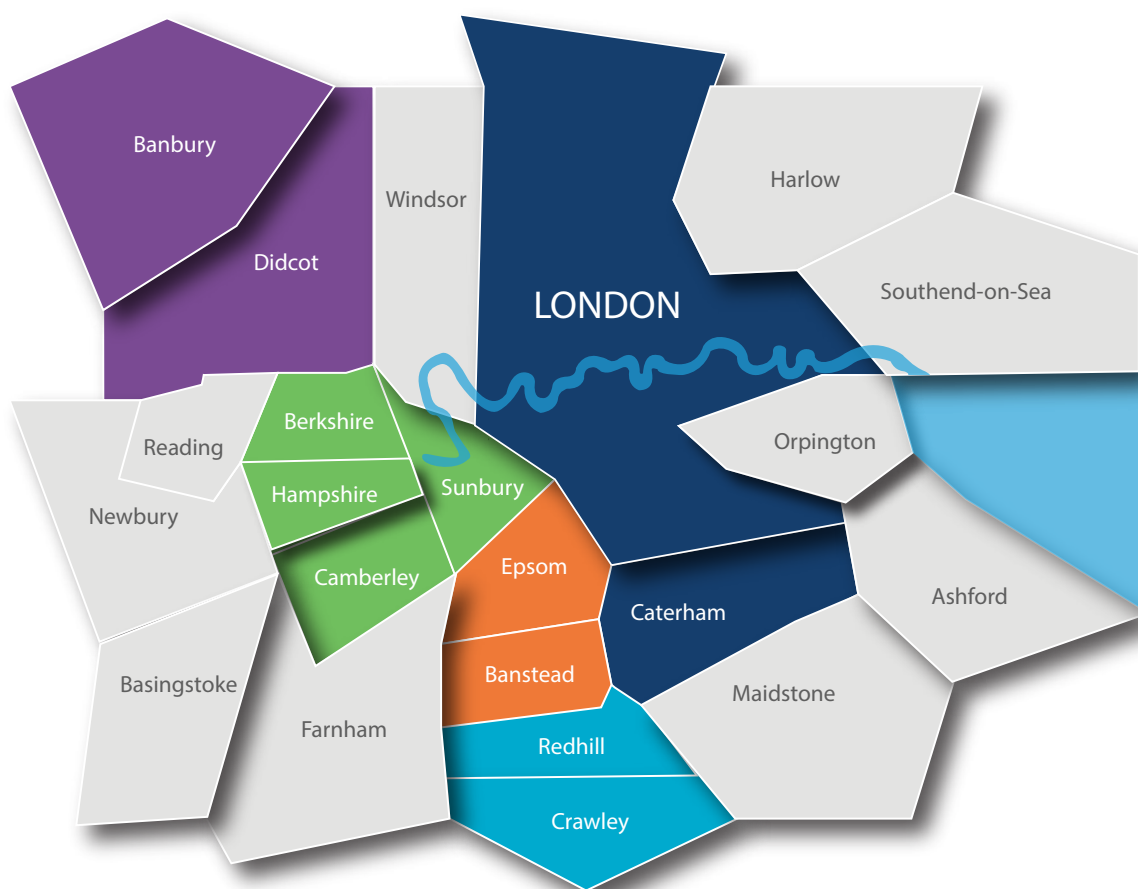 Banbury
Harlow
Windsor
Didcot
Southend-on-Sea
LONDON
Berkshire
Reading
Orpington
Sunbury
Hampshire
Newbury
Epsom
Camberley
Ashford
Caterham
Banstead
Basingstoke
Maidstone
Farnham
Redhill
Crawley